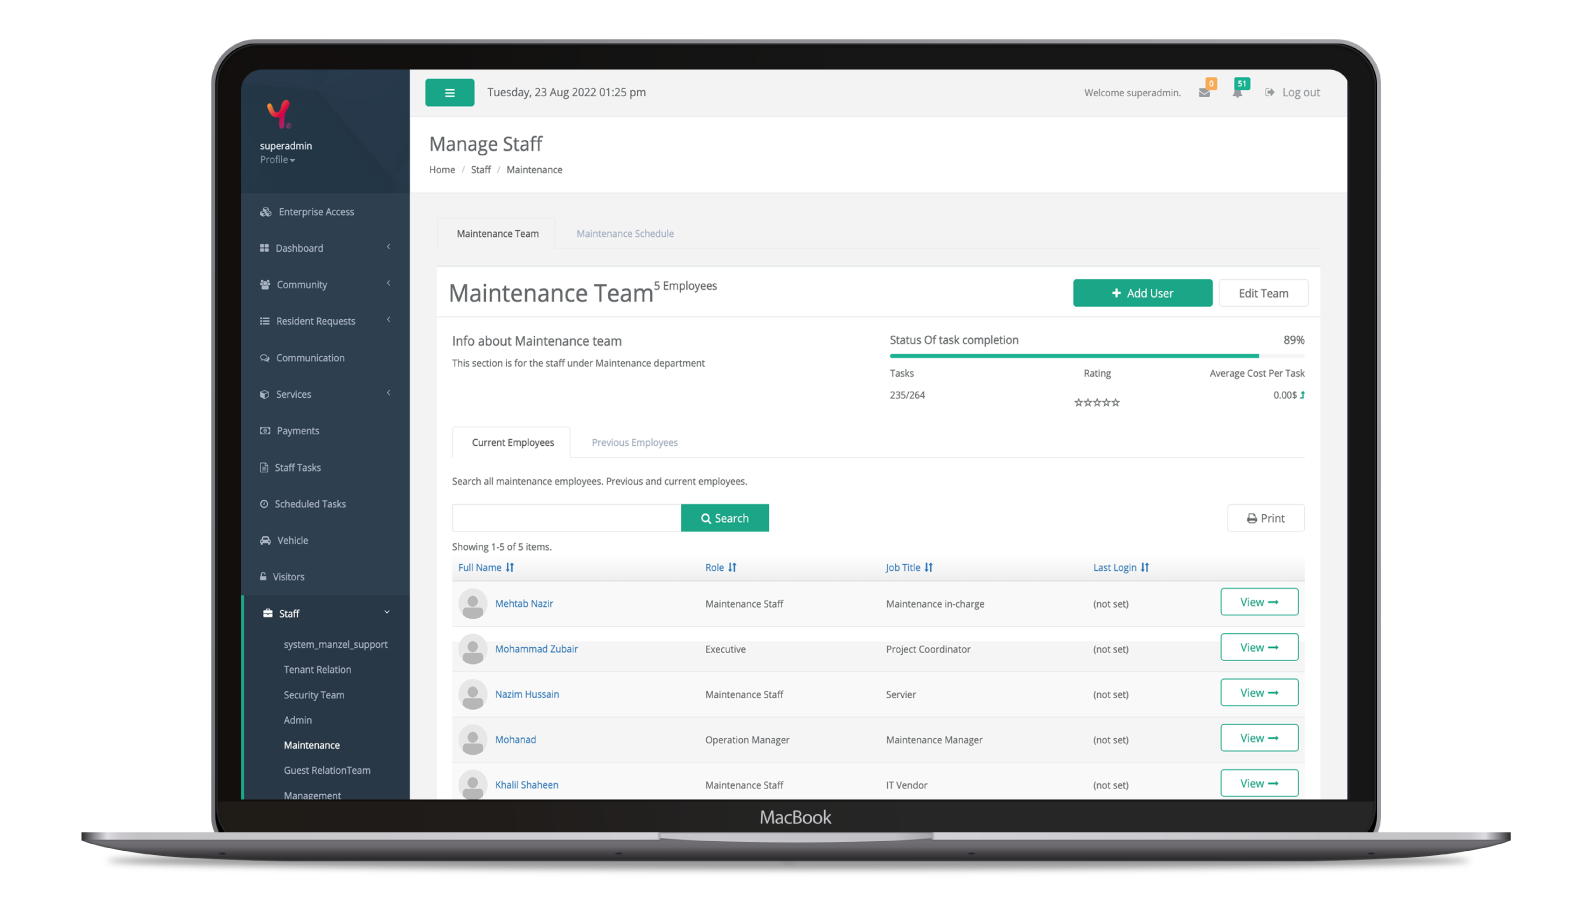 Tuesday, 23 Aug 2022 01:25 pm
Welcome superadmin.
0
51
Log out
superadmin
Profile
Manage Staff
Home / Staff / Maintenance
Enterprise Access
Dashboard
Community
Resident Requests
Communication
Services
Payments
Staff Tasks
Scheduled Tasks
Vehicle
Visitors
Staff
system_manzel_support
Tenant Relation
Security Team
Admin
Maintenance
Guest RelationTeam
Management
Maintenance Team
Maintenance Schedule
Maintenance Team 5 Employees
+ Add User
Edit Team
Info about Maintenance team
This section is for the staff under Maintenance department
Status Of task completion 89%
Tasks Rating Average Cost Per Task
235/264 0.00$
Current Employees
Previous Employees
Search all maintenance employees. Previous and current employees.
Search
Print
Showing 1-5 of 5 items.
Full Name Role Job Title Last Login
Mehtab Nazir Maintenance Staff Maintenance in-charge (not set) View
Mohammad Zubair Executive Project Coordinator (not set) View
Nazim Hussain Maintenance Staff Servier (not set) View
Mohanad Operation Manager Maintenance Manager (not set) View
Khalil Shaheen Maintenance Staff IT Vendor (not set) View
MacBook